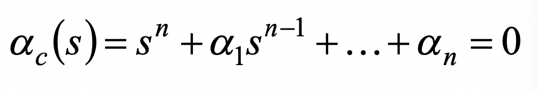 α_c(s) = s^n + α_1 s^{n−1} + … + α_n = 0